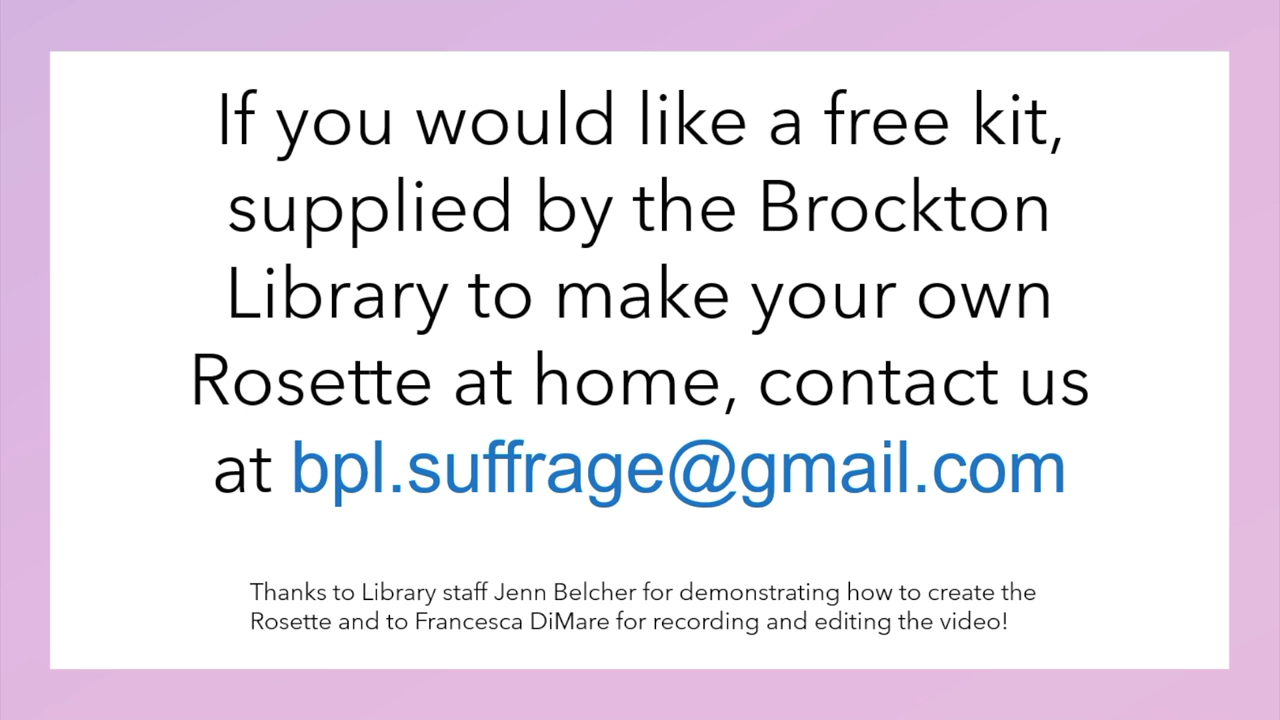 If you would like a free kit,
supplied by the Brockton
Library to make your own
Rosette at home, contact us
at bpl.suffrage@gmail.com
Thanks to Library staff Jenn Belcher for demonstrating how to create the
Rosette and to Francesca DiMare for recording and editing the video!